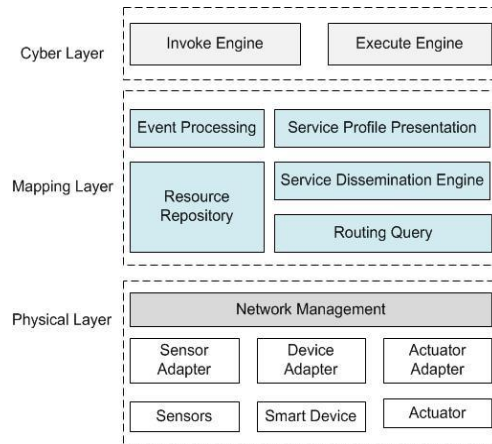 Cyber Layer
Invoke Engine
Execute Engine
Mapping Layer
Event Processing
Service Profile Presentation
Resource
Repository
Service Dissemination Engine
Routing Query
Physical Layer
Network Management
Sensor
Adapter
Device
Adapter
Actuator
Adapter
Sensors
Smart Device
Actuator